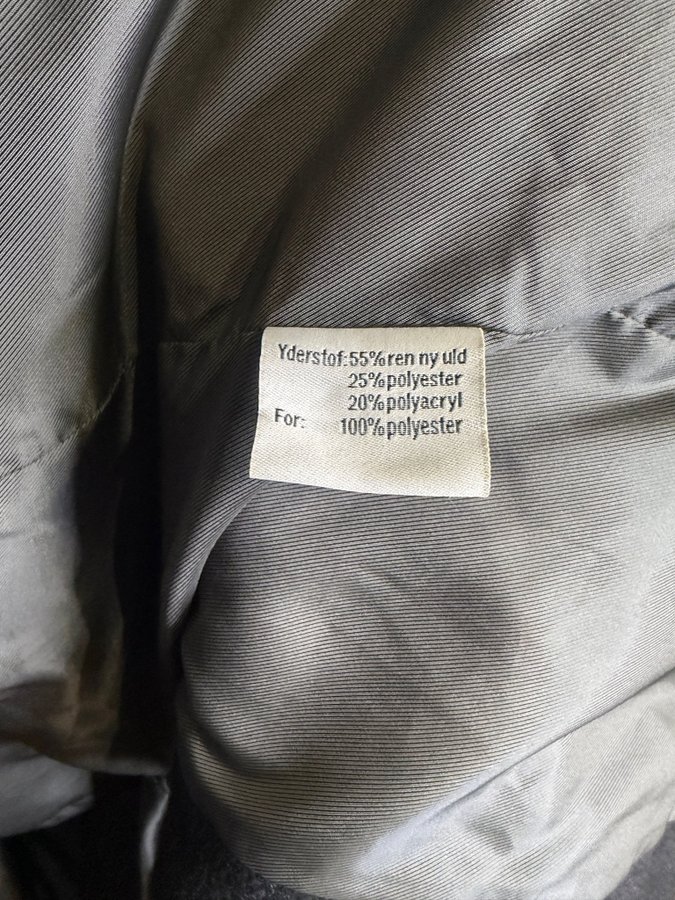 Yderstof: 55% ren ny uld
25% polyester
20% polyacryl
For: 100% polyester